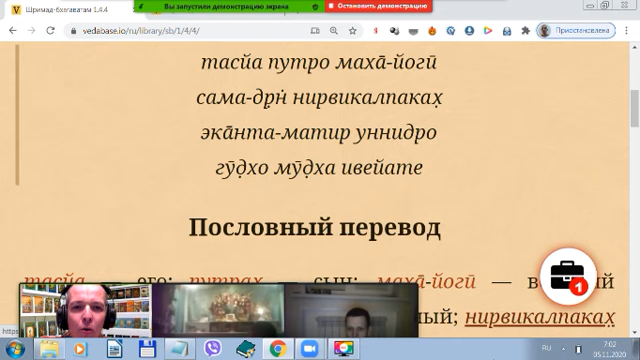 Шримад-бхагаватам 1.4.4
Вы запустили демонстрацию экрана
Остановить демонстрацию
vedabase.io/ru/library/sb/1/4/4/
Приостановлена
тасйа путро маха̄-йогӣ
сама-др̣н̇ нирвикалпаках̣
эка̄нта-матир уннидро
гӯд̣хо мӯд̣ха ивейате
Пословный перевод
тасйа его; путрах сын; маха̄-йогӣ —
ный; нирвикалпаках̣
1
RU
7:02
05.11.2020